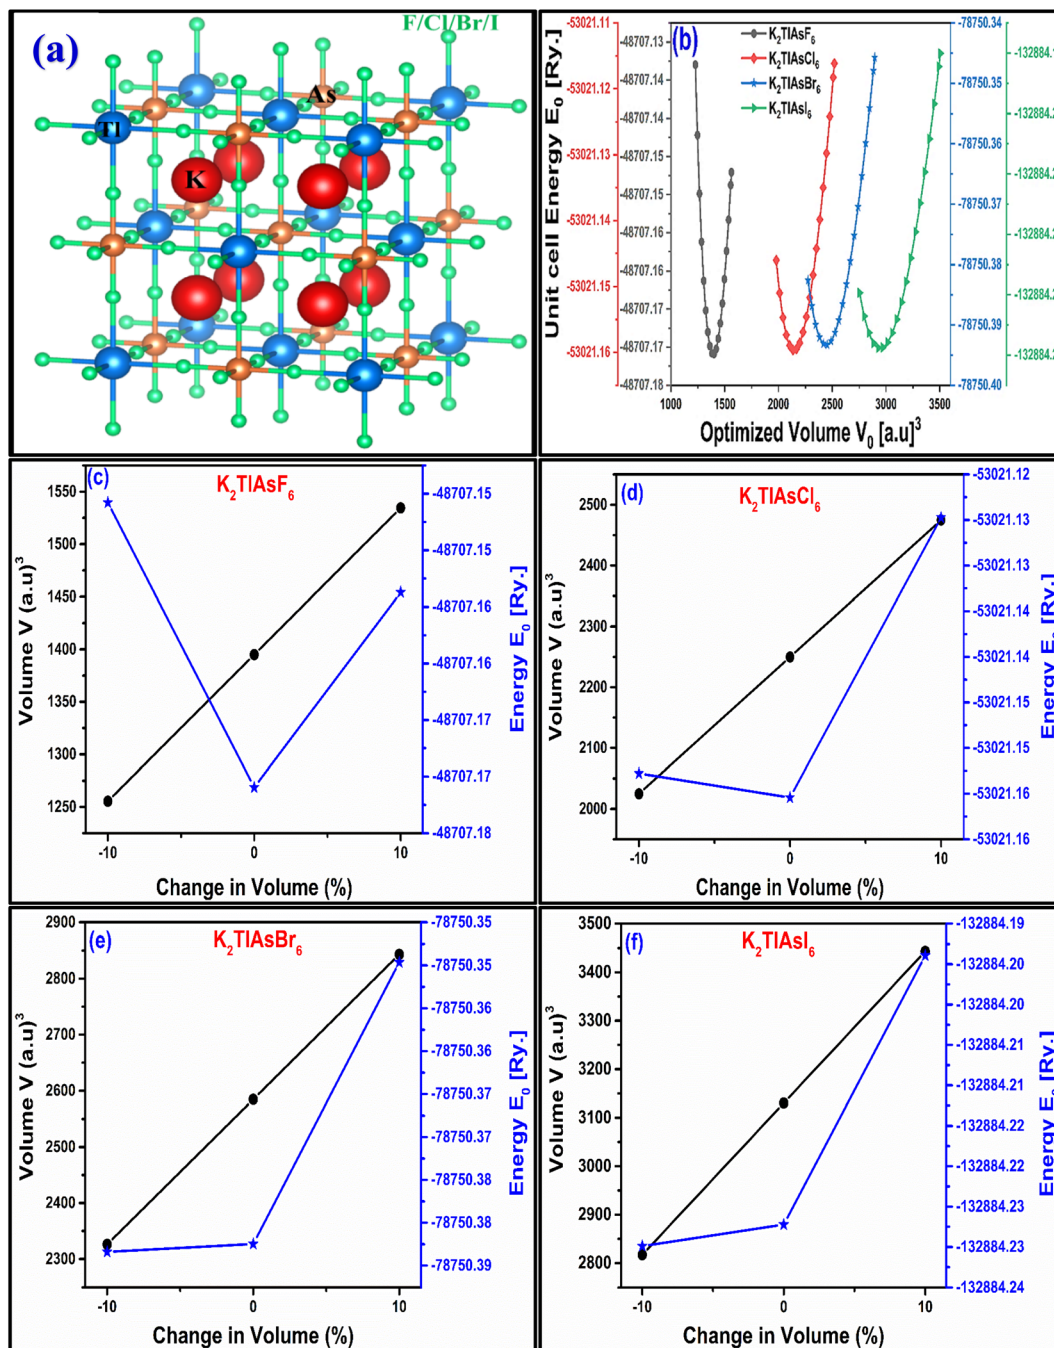 (a)
F/Cl/Br/I
As
Tl
K
(b)
K₂TlAsF₆
K₂TlAsCl₆
K₂TlAsBr₆
K₂TlAsI₆
Unit cell Energy E₀ [Ry.]
-53021.11
-53021.12
-53021.13
-53021.14
-53021.15
-53021.16
-48707.13
-48707.14
-48707.14
-48707.15
-48707.15
-48707.16
-48707.16
-48707.17
-48707.17
-48707.18
-78750.34
-78750.35
-78750.36
-78750.37
-78750.38
-78750.39
-78750.40
1000 1500 2000 2500 3000 3500
Optimized Volume V₀ [a.u]³
(c)
K₂TlAsF₆
Volume V (a.u)³
1550
1500
1450
1400
1350
1300
1250
-48707.15
-48707.15
-48707.16
-48707.16
-48707.17
-48707.17
-48707.18
Energy E₀ [Ry.]
-10 0 10
Change in Volume (%)
(d)
K₂TlAsCl₆
Volume V (a.u)³
2500
2400
2300
2200
2100
2000
-53021.12
-53021.13
-53021.13
-53021.14
-53021.14
-53021.15
-53021.15
-53021.16
-53021.16
Energy E₀ [Ry.]
-10 0 10
Change in Volume (%)
(e)
K₂TlAsBr₆
Volume V (a.u)³
2900
2800
2700
2600
2500
2400
2300
-78750.35
-78750.35
-78750.36
-78750.36
-78750.37
-78750.37
-78750.38
-78750.38
-78750.39
Energy E₀ [Ry.]
-10 0 10
Change in Volume (%)
(f)
K₂TlAsI₆
Volume V (a.u)³
3500
3400
3300
3200
3100
3000
2900
2800
-132884.19
-132884.20
-132884.20
-132884.21
-132884.21
-132884.22
-132884.22
-132884.23
-132884.23
-132884.24
Energy E₀ [Ry.]
-10 0 10
Change in Volume (%)